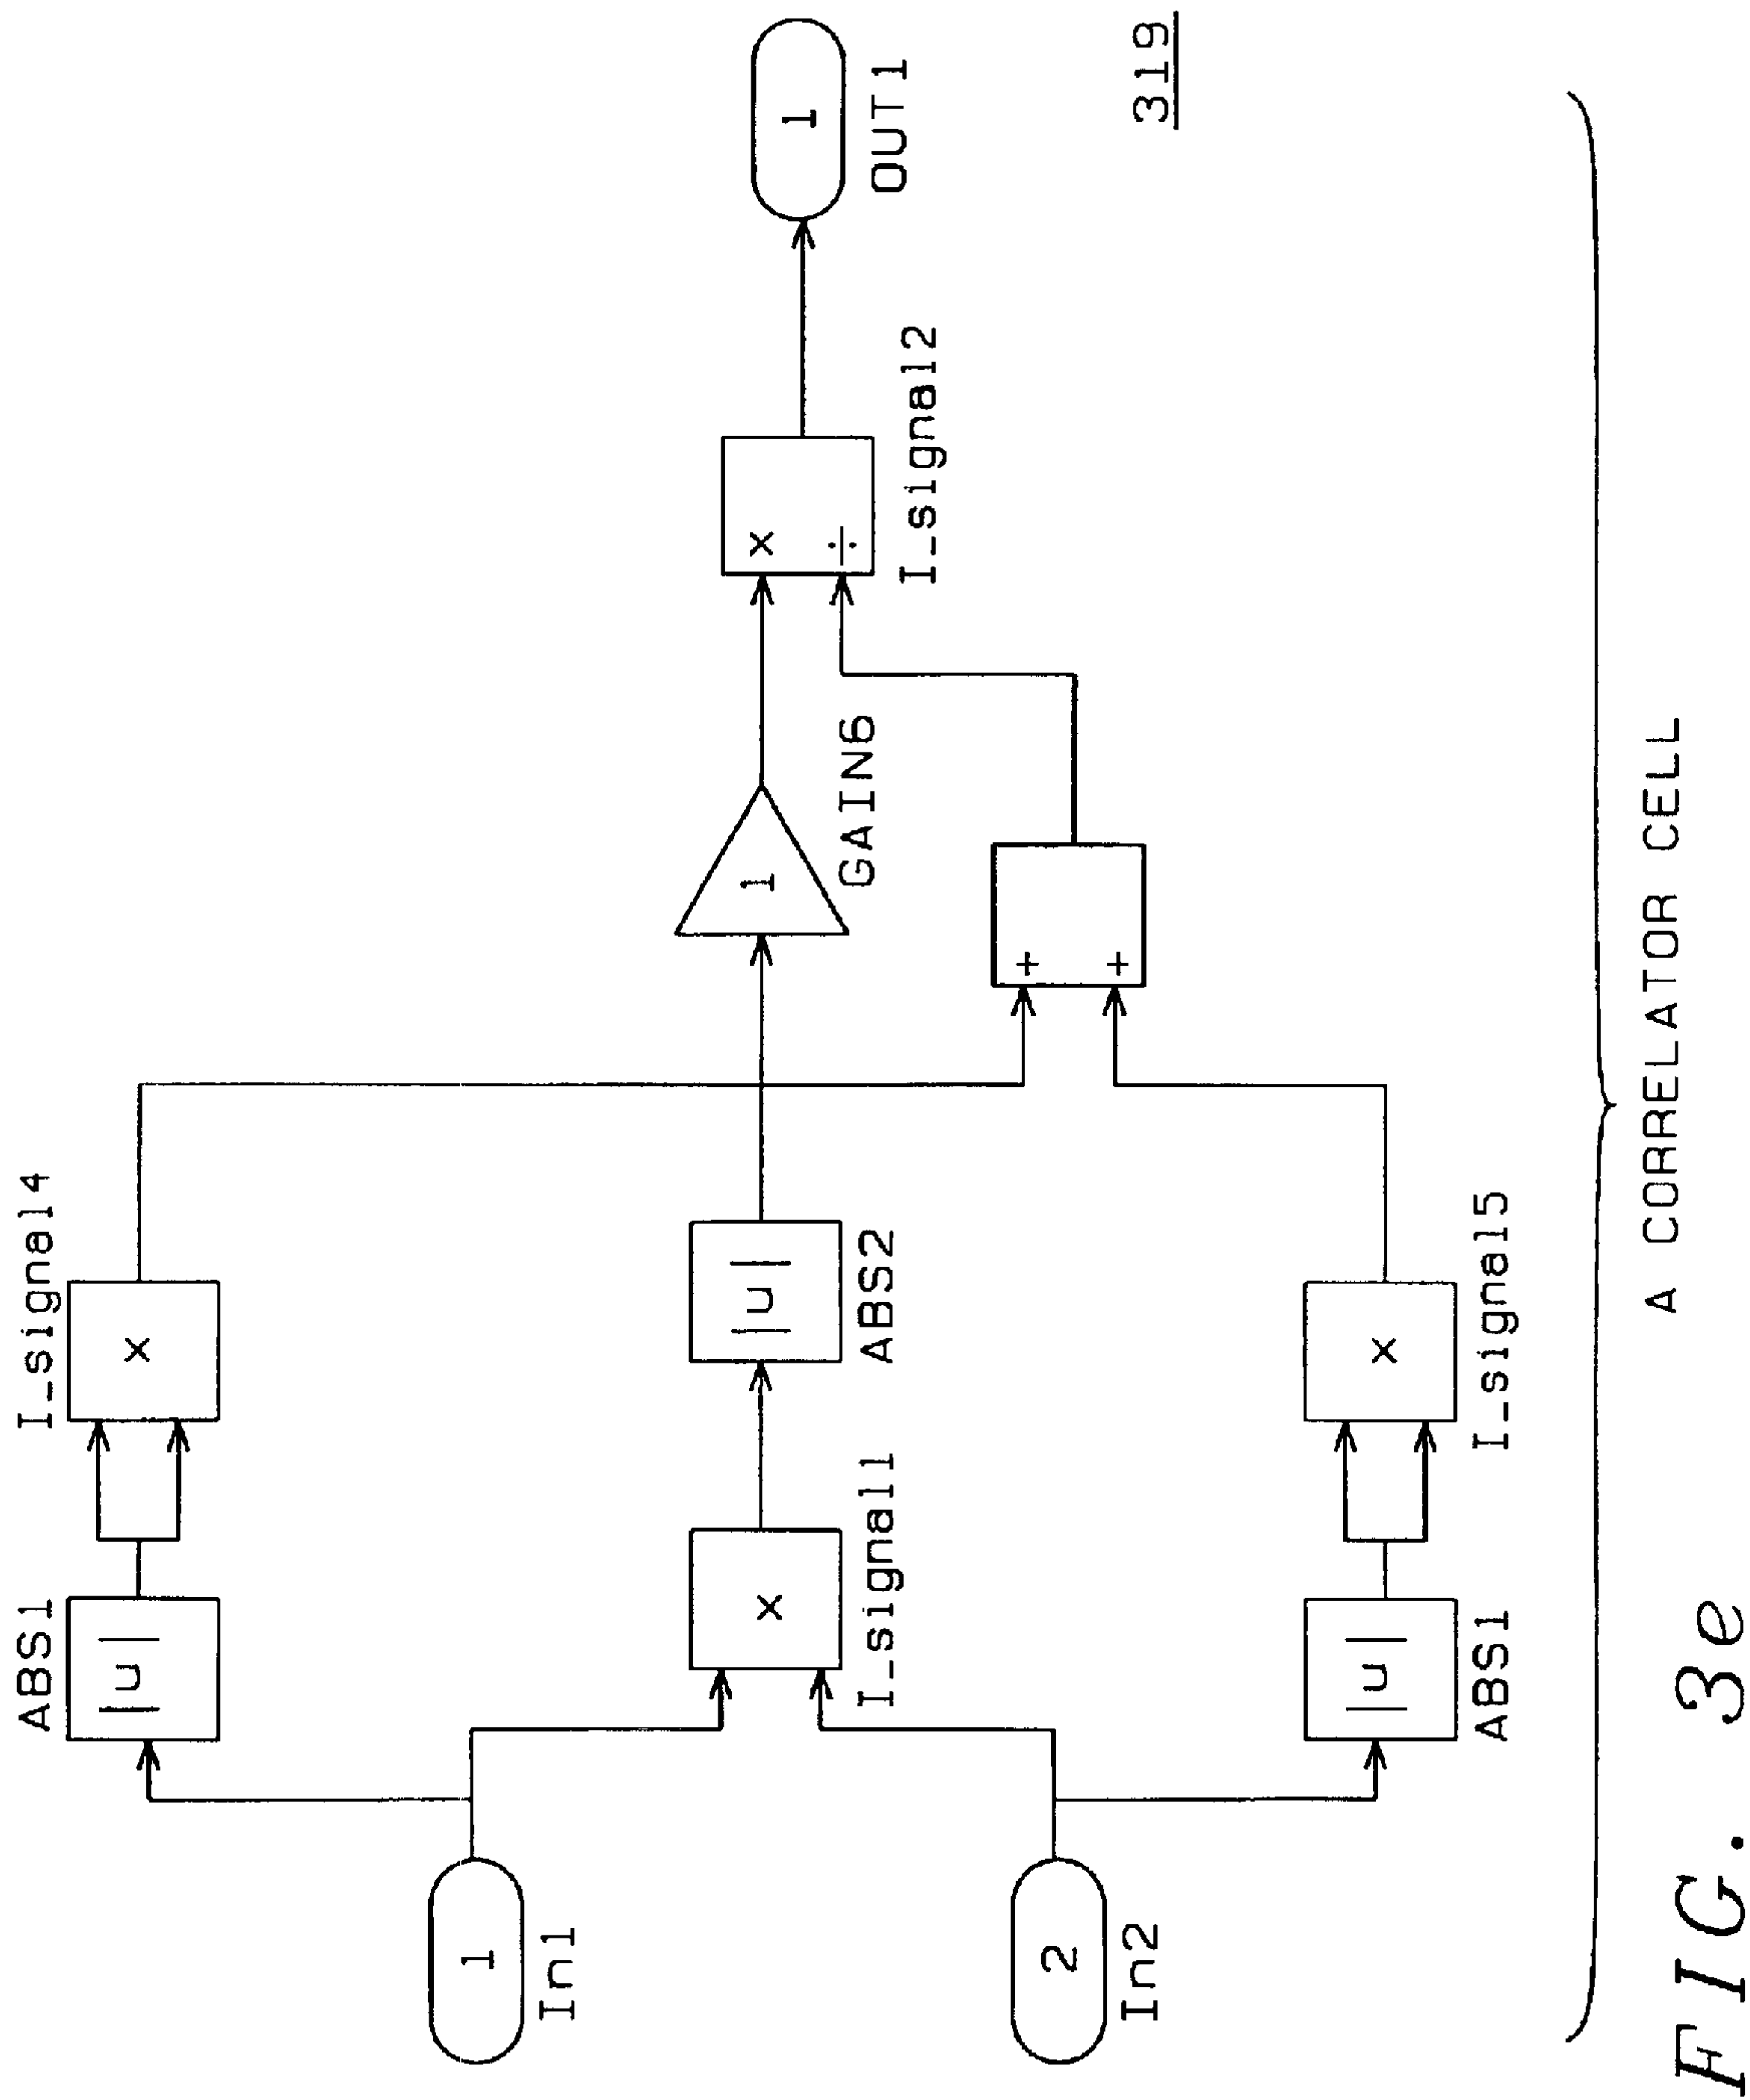 ABS1
|u|
I_signal4
x
1
In1
I_signal1
x
ABS2
|u|
1
GAIN6
x
÷
I_signal2
1
OUT1
2
In2
+
+
ABS1
|u|
x
I_signal5
319
A CORRELATOR CELL
FIG. 3e